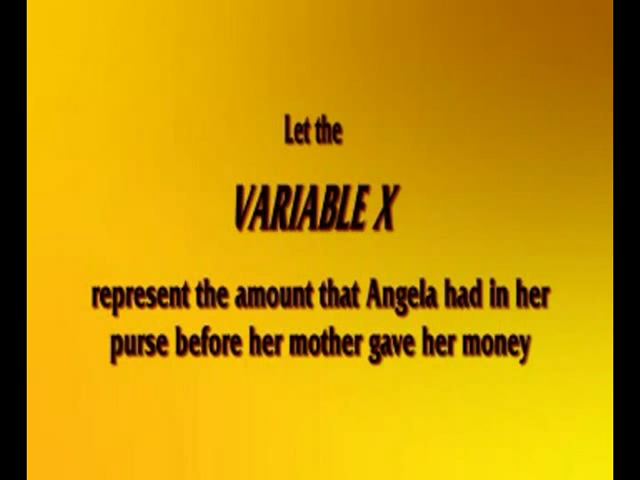 Let the
VARIABLE X
represent the amount that Angela had in her
purse before her mother gave her money